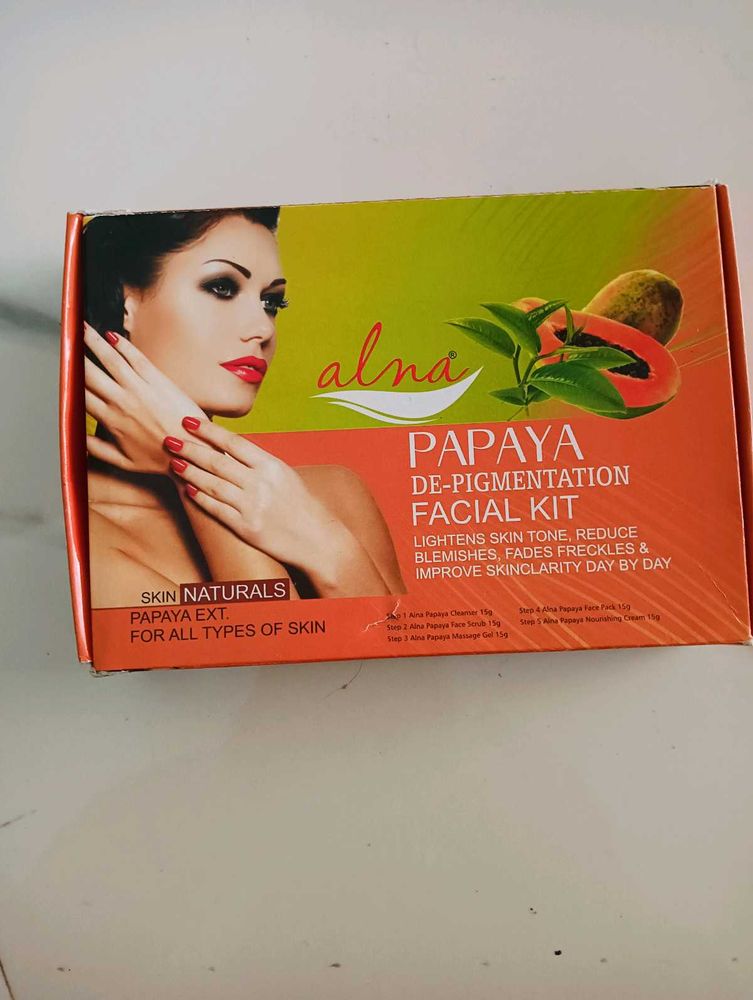 alna®
PAPAYA
DE-PIGMENTATION
FACIAL KIT
LIGHTENS SKIN TONE, REDUCE
BLEMISHES, FADES FRECKLES &
IMPROVE SKINCLARITY DAY BY DAY
SKIN NATURALS
PAPAYA EXT.
FOR ALL TYPES OF SKIN
Step 1 Alna Papaya Cleanser 15g
Step 2 Alna Papaya Face Scrub 15g
Step 3 Alna Papaya Massage Gel 15g
Step 4 Alna Papaya Face Pack 15g
Step 5 Alna Papaya Nourishing Cream 15g